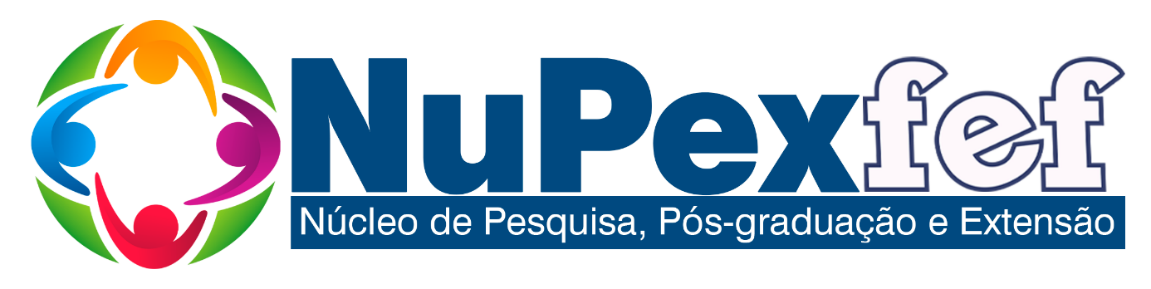 NuPexfef
Núcleo de Pesquisa, Pós-graduação e Extensão